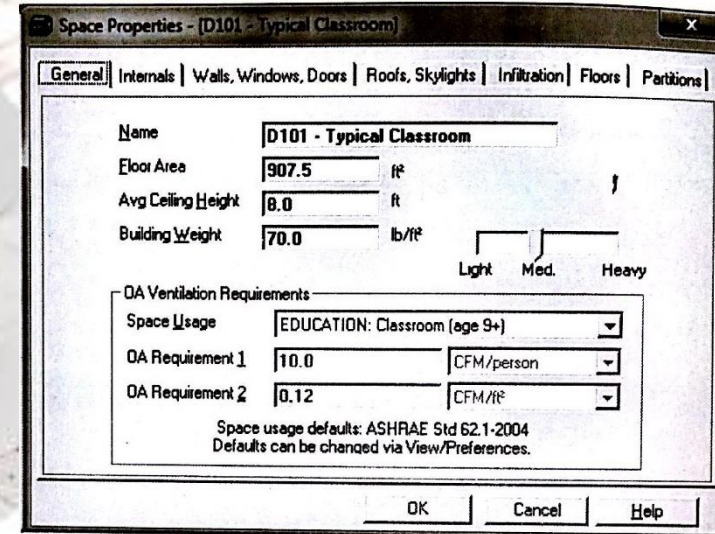 Space Properties - [D101 - Typical Classroom]
x
General Internals Walls, Windows, Doors Roofs, Skylights Infiltration Floors Partitions
Name D101 - Typical Classroom
Floor Area 907.5 ft²
Avg Ceiling Height 8.0 ft
Building Weight 70.0 lb/ft²
Light Med. Heavy
OA Ventilation Requirements
Space Usage EDUCATION: Classroom (age 9+)
OA Requirement 1 10.0 CFM/person
OA Requirement 2 0.12 CFM/ft²
Space usage defaults: ASHRAE Std 62.1-2004
Defaults can be changed via View/Preferences.
OK Cancel Help